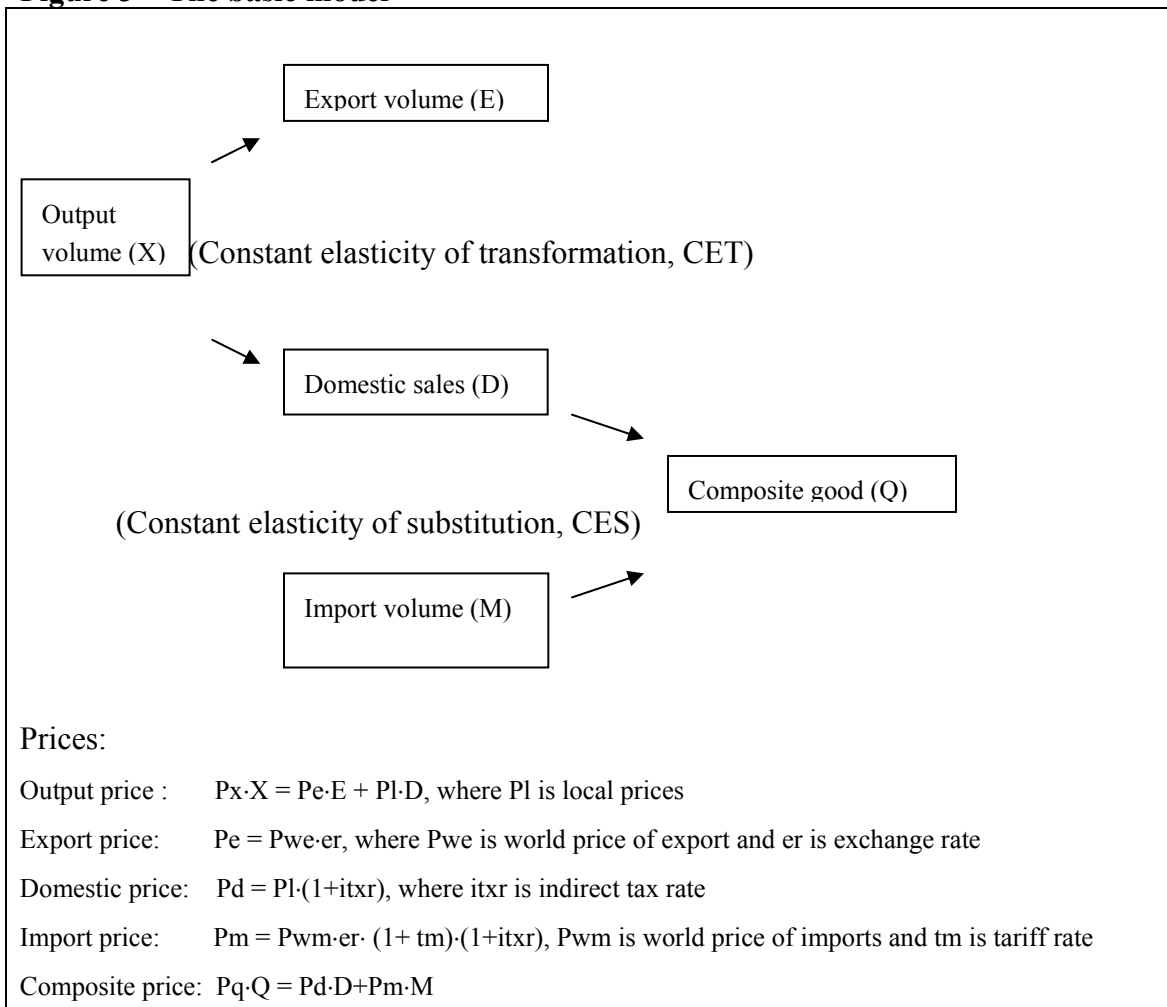 Figure 3 The basic model
Export volume (E)
Output
volume (X)
(Constant elasticity of transformation, CET)
Domestic sales (D)
Composite good (Q)
(Constant elasticity of substitution, CES)
Import volume (M)
Prices:
Output price : Px·X = Pe·E + Pl·D, where Pl is local prices
Export price: Pe = Pwe·er, where Pwe is world price of export and er is exchange rate
Domestic price: Pd = Pl·(1+itxr), where itxr is indirect tax rate
Import price: Pm = Pwm·er· (1+ tm)·(1+itxr), Pwm is world price of imports and tm is tariff rate
Composite price: Pq·Q = Pd·D+Pm·M